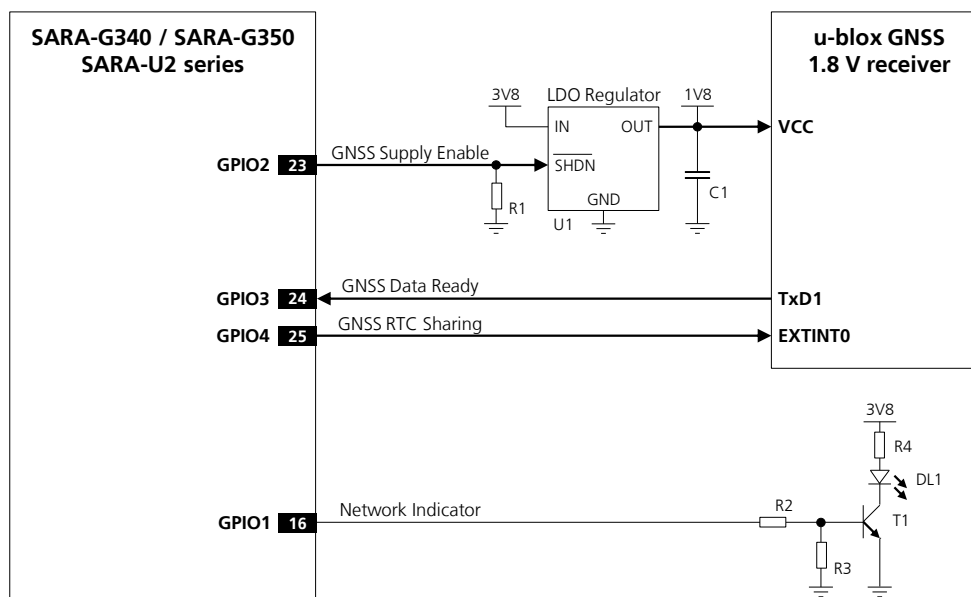 SARA-G340 / SARA-G350
SARA-U2 series
u-blox GNSS
1.8 V receiver
3V8
LDO Regulator
1V8
IN
OUT
VCC
GPIO2 23
GNSS Supply Enable
SHDN
R1
GND
U1
C1
GPIO3 24
GNSS Data Ready
TxD1
GPIO4 25
GNSS RTC Sharing
EXTINT0
3V8
R4
DL1
GPIO1 16
Network Indicator
R2
T1
R3